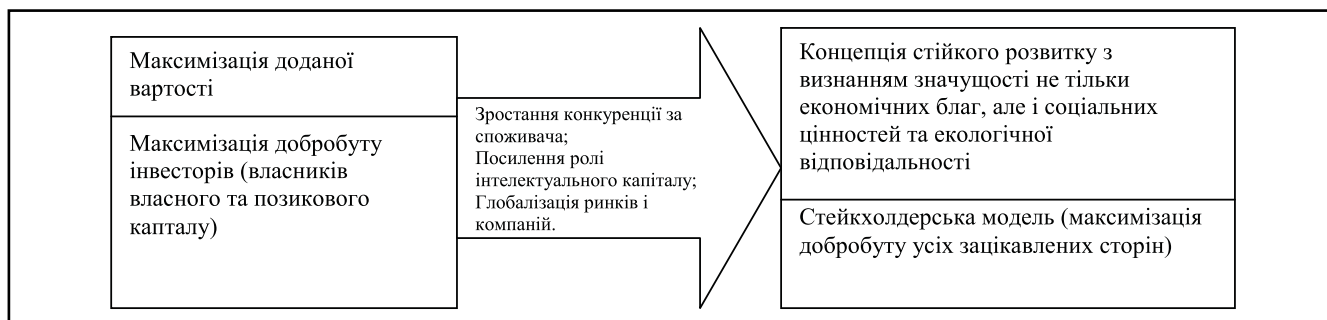 Максимізація доданої
вартості
Максимізація добробуту
інвесторів (власників
власного та позикового
капталу)
Зростання конкуренції за
споживача;
Посилення ролі
інтелектуального капіталу;
Глобалізація ринків і
компаній.
Концепція стійкого розвитку з
визнанням значущості не тільки
економічних благ, але і соціальних
цінностей та екологічної
відповідальності
Стейкхолдерська модель (максимізація
добробуту усіх зацікавлених сторін)